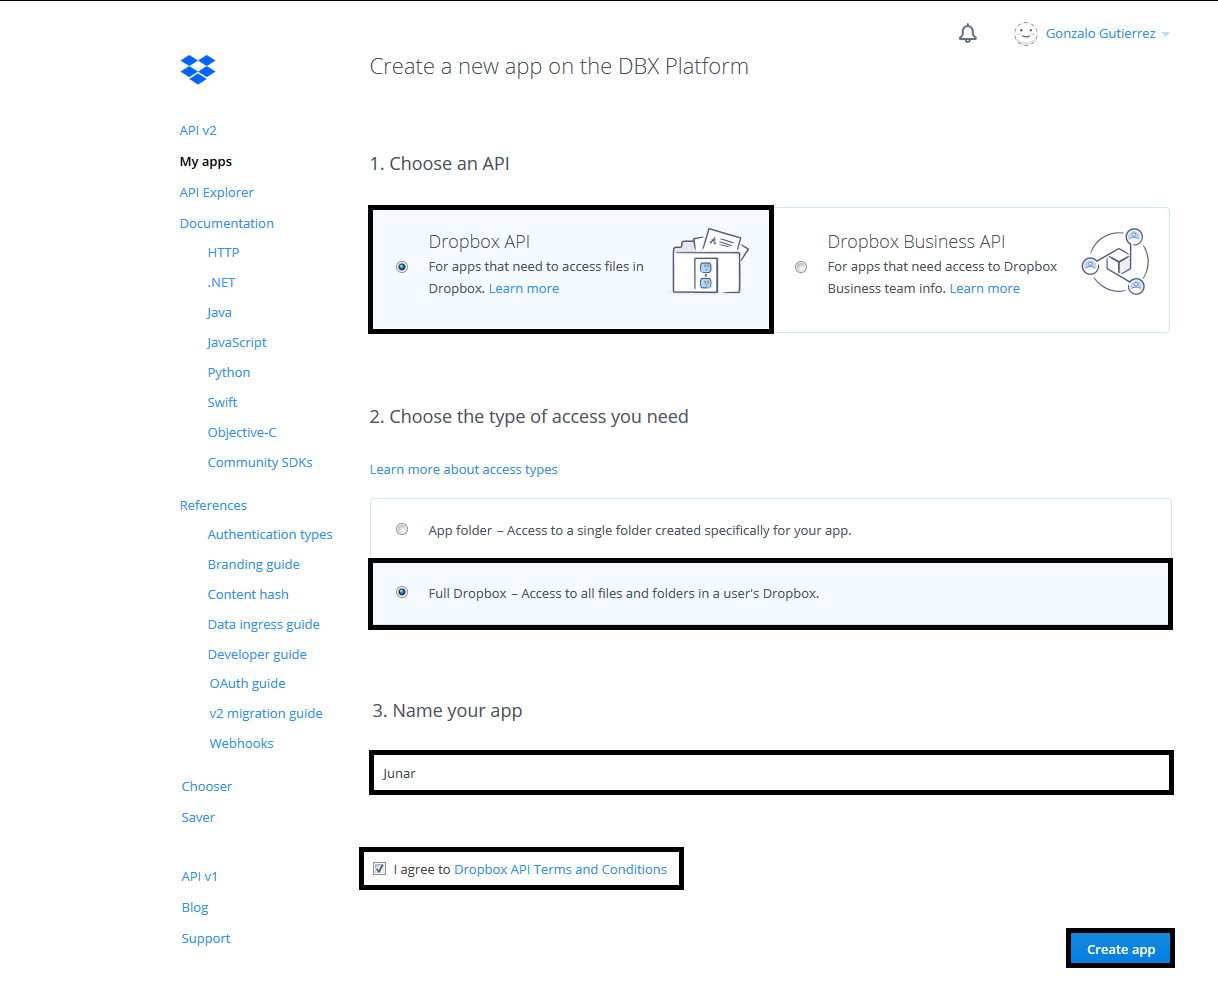 Gonzalo Gutierrez
Create a new app on the DBX Platform
API v2
My apps
API Explorer
Documentation
HTTP
.NET
Java
JavaScript
Python
Swift
Objective-C
Community SDKs
References
Authentication types
Branding guide
Content hash
Data ingress guide
Developer guide
OAuth guide
v2 migration guide
Webhooks
Chooser
Saver
API v1
Blog
Support
1. Choose an API
Dropbox API
For apps that need to access files in
Dropbox. Learn more
Dropbox Business API
For apps that need access to Dropbox
Business team info. Learn more
2. Choose the type of access you need
Learn more about access types
App folder – Access to a single folder created specifically for your app.
Full Dropbox – Access to all files and folders in a user's Dropbox.
3. Name your app
Junar
I agree to Dropbox API Terms and Conditions
Create app